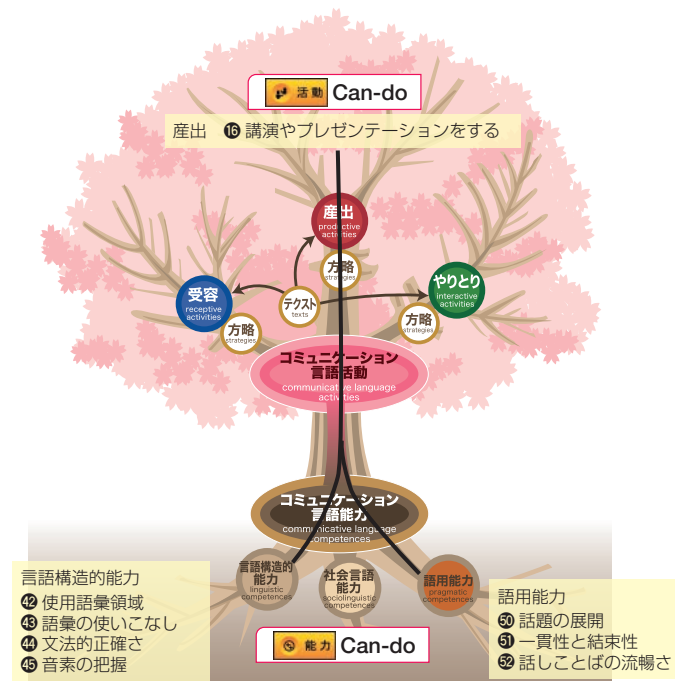 活動 Can-do
産出 ⓰ 講演やプレゼンテーションをする
産出
productive
activities
方略
strategies
やりとり
interactive
activities
受容
receptive
activities
テクスト
texts
方略
strategies
方略
strategies
コミュニケーション
言語活動
communicative language
activities
コミュニケーション
言語能力
communicative language
competences
言語構造的
能力
linguistic
competences
社会言語
能力
sociolinguistic
competences
語用能力
pragmatic
competences
言語構造的能力
㊷ 使用語彙領域
㊸ 語彙の使いこなし
㊹ 文法的正確さ
㊺ 音素の把握
語用能力
㊿ 話題の展開
51 一貫性と結束性
52 話しことばの流暢さ
能力 Can-do